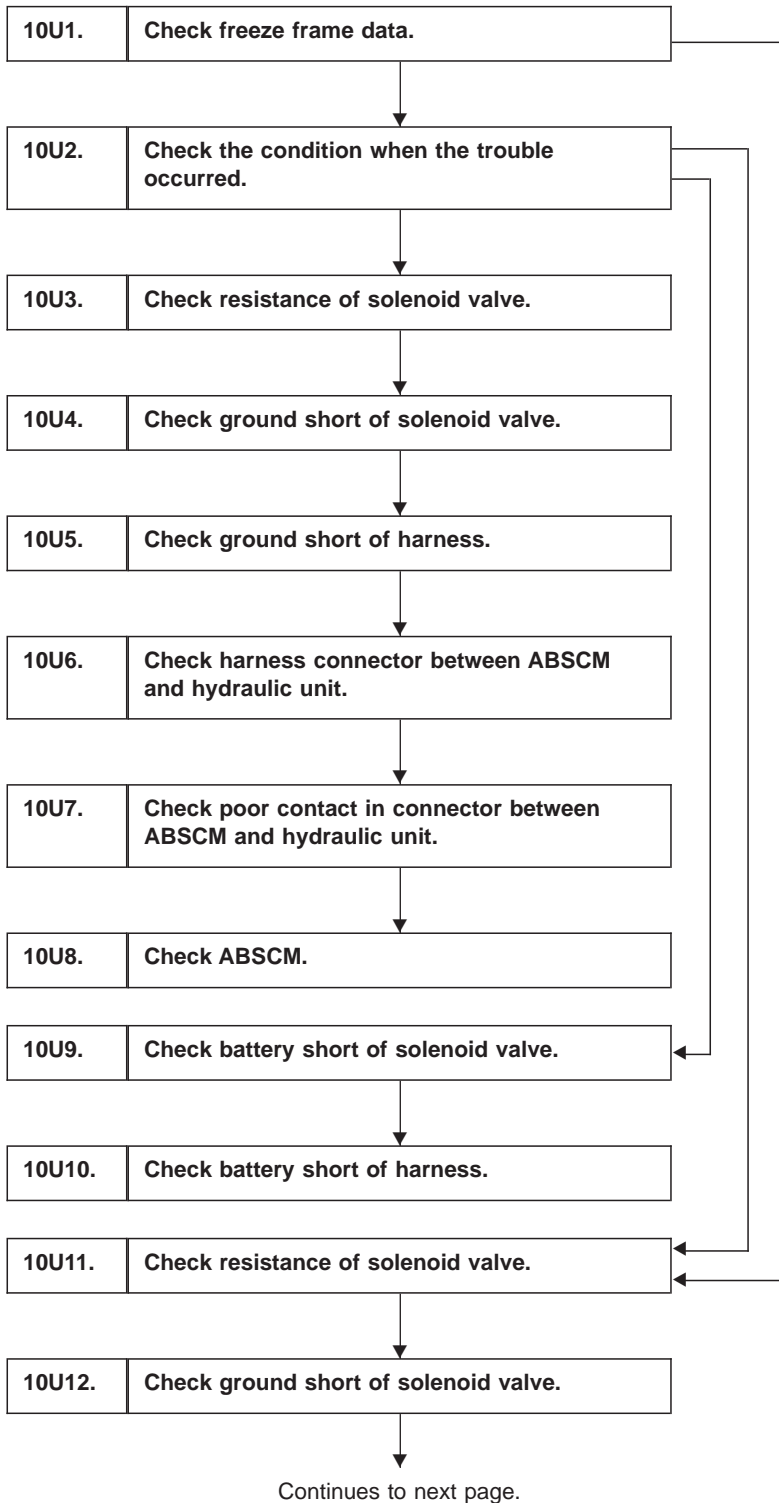 10U1. Check freeze frame data.
10U2. Check the condition when the trouble
occurred.
10U3. Check resistance of solenoid valve.
10U4. Check ground short of solenoid valve.
10U5. Check ground short of harness.
10U6. Check harness connector between ABSCM
and hydraulic unit.
10U7. Check poor contact in connector between
ABSCM and hydraulic unit.
10U8. Check ABSCM.
10U9. Check battery short of solenoid valve.
10U10. Check battery short of harness.
10U11. Check resistance of solenoid valve.
10U12. Check ground short of solenoid valve.
Continues to next page.